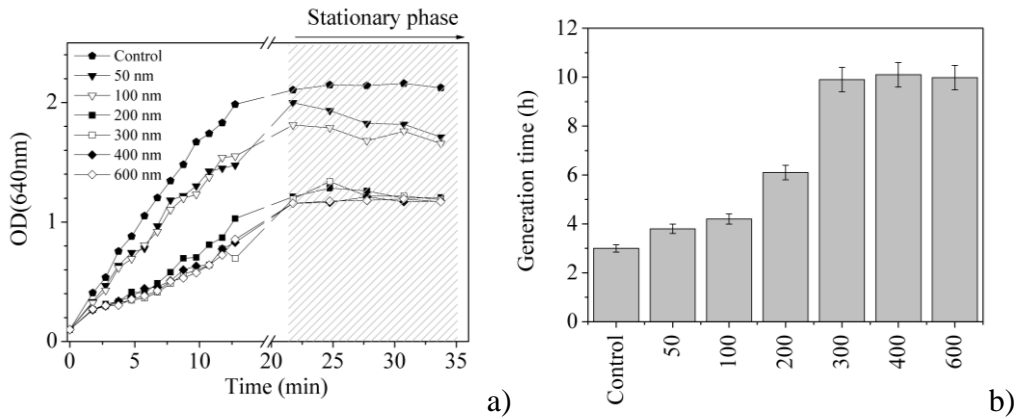 Stationary phase
Control
50 nm
100 nm
200 nm
300 nm
400 nm
600 nm
OD(640nm)
2
1
0
0 5 10 15 20 25 30 35
Time (min)
a)
Generation time (h)
12
10
8
6
4
2
0
Control
50
100
200
300
400
600
b)